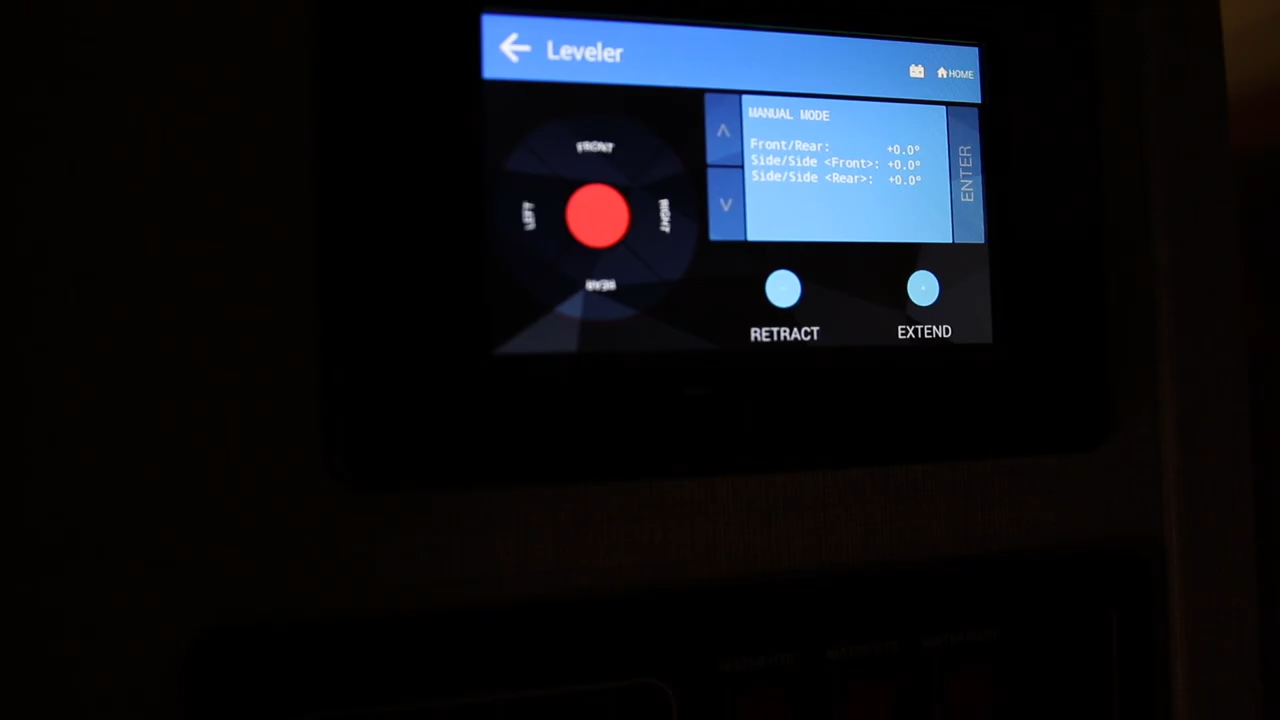 Leveler
HOME
FRONT
LEFT
RIGHT
REAR
MANUAL MODE
Front/Rear: +0.0°
Side/Side <Front>: +0.0°
Side/Side <Rear>: +0.0°
ENTER
RETRACT
EXTEND